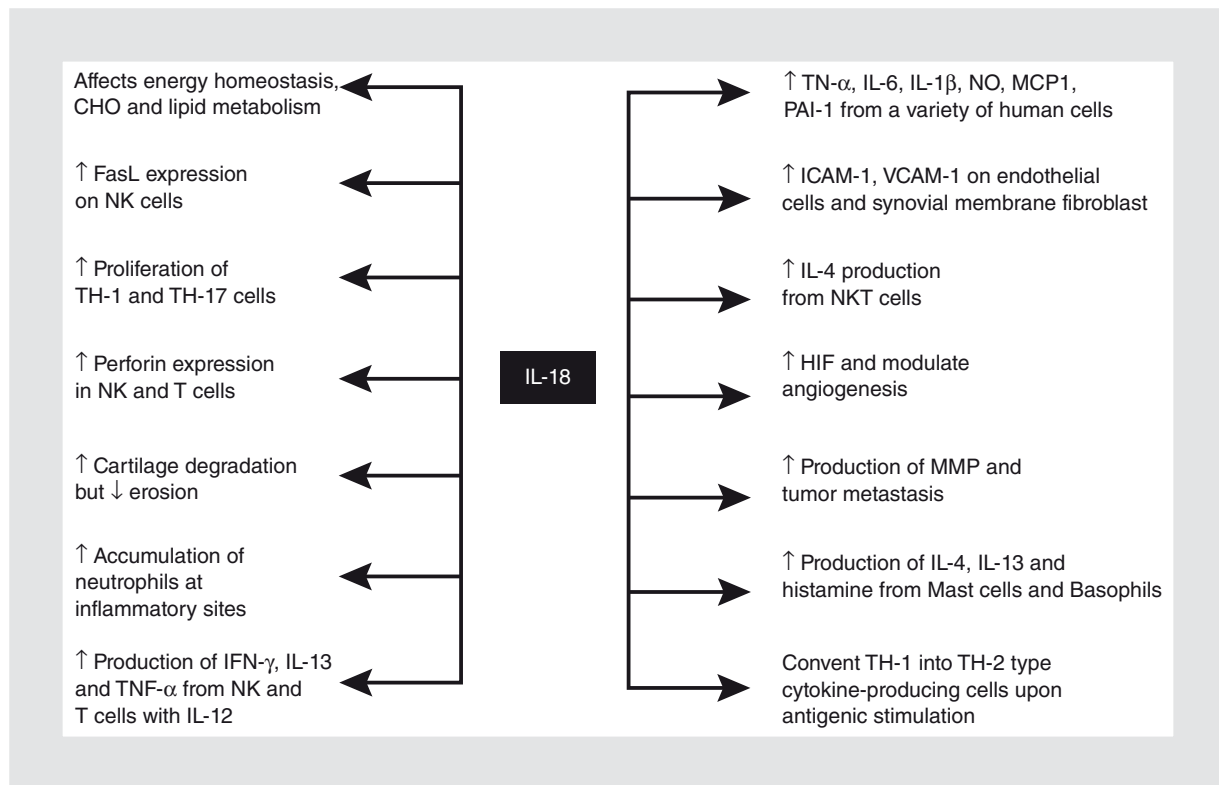 Affects energy homeostasis,
CHO and lipid metabolism
↑ FasL expression
on NK cells
↑ Proliferation of
TH-1 and TH-17 cells
↑ Perforin expression
in NK and T cells
↑ Cartilage degradation
but ↓ erosion
↑ Accumulation of
neutrophils at
inflammatory sites
↑ Production of IFN-γ, IL-13
and TNF-α from NK and
T cells with IL-12
IL-18
↑ TN-α, IL-6, IL-1β, NO, MCP1,
PAI-1 from a variety of human cells
↑ ICAM-1, VCAM-1 on endothelial
cells and synovial membrane fibroblast
↑ IL-4 production
from NKT cells
↑ HIF and modulate
angiogenesis
↑ Production of MMP and
tumor metastasis
↑ Production of IL-4, IL-13 and
histamine from Mast cells and Basophils
Convent TH-1 into TH-2 type
cytokine-producing cells upon
antigenic stimulation